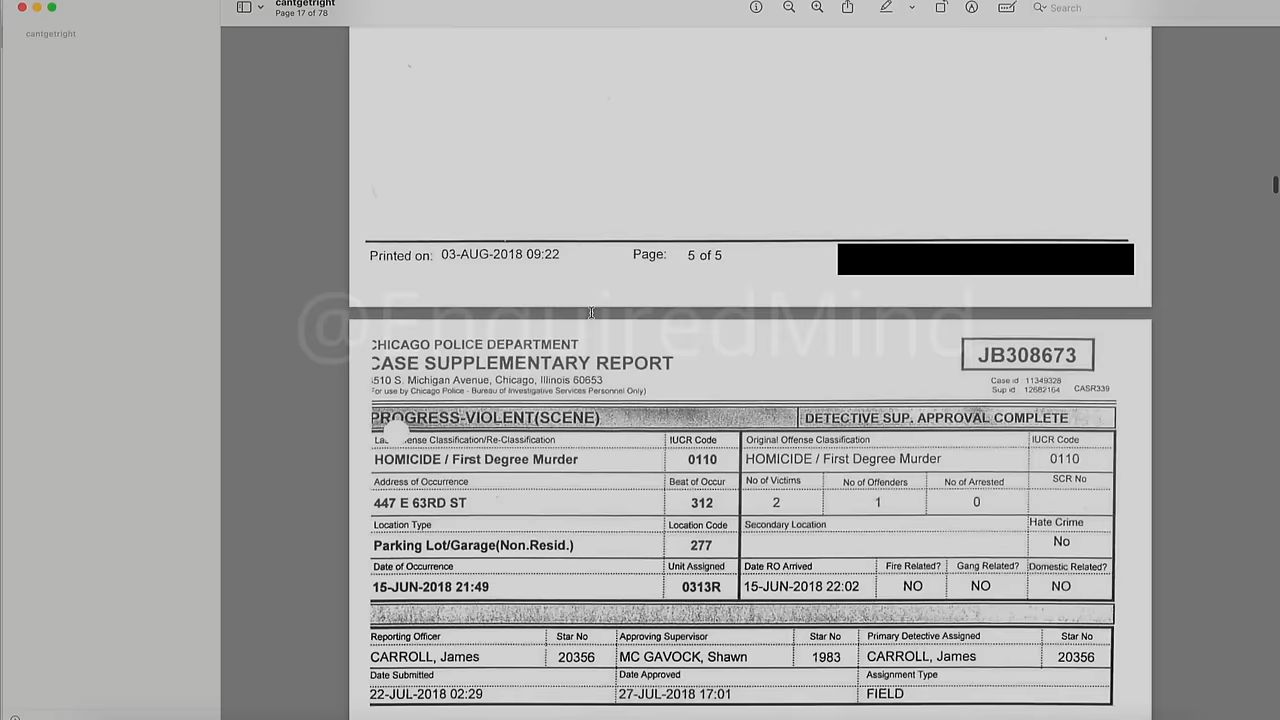 cantgetright
Page 17 of 78
Search
cantgetright
Printed on: 03-AUG-2018 09:22 Page: 5 of 5
@EnquiredMind
CHICAGO POLICE DEPARTMENT
CASE SUPPLEMENTARY REPORT
3510 S. Michigan Avenue, Chicago, Illinois 60653
For use by Chicago Police - Bureau of Investigative Services Personnel Only)
JB308673
Case id 11349328
Sup id 12682164 CASR339
PROGRESS-VIOLENT(SCENE) DETECTIVE SUP. APPROVAL COMPLETE
Offense Classification/Re-Classification IUCR Code Original Offense Classification IUCR Code
HOMICIDE / First Degree Murder 0110 HOMICIDE / First Degree Murder 0110
Address of Occurrence Beat of Occur No of Victims No of Offenders No of Arrested SCR No
447 E 63RD ST 312 2 1 0
Location Type Location Code Secondary Location Hate Crime
Parking Lot/Garage(Non.Resid.) 277 No
Date of Occurrence Unit Assigned Date RO Arrived Fire Related? Gang Related? Domestic Related?
15-JUN-2018 21:49 0313R 15-JUN-2018 22:02 NO NO NO
Reporting Officer Star No Approving Supervisor Star No Primary Detective Assigned Star No
CARROLL, James 20356 MC GAVOCK, Shawn 1983 CARROLL, James 20356
Date Submitted Date Approved Assignment Type
22-JUL-2018 02:29 27-JUL-2018 17:01 FIELD